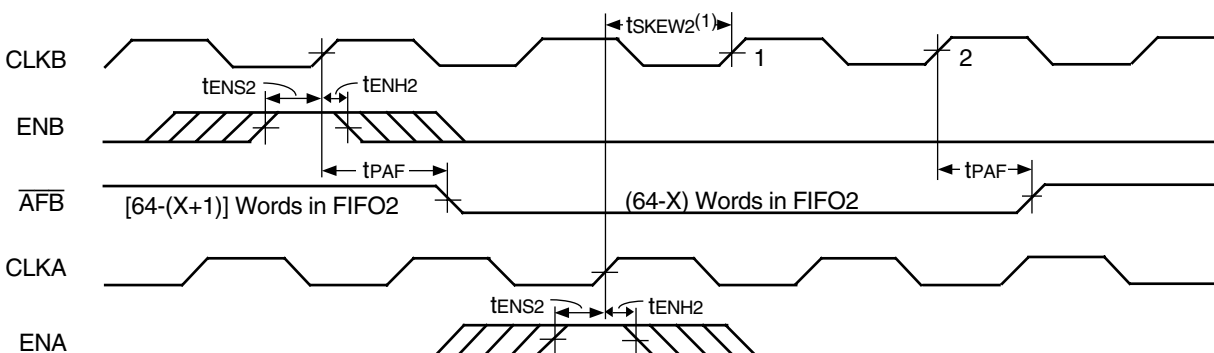 tSKEW2(1)
CLKB 1 2
tENS2 tENH2
ENB
tPAF tPAF
AFB [64-(X+1)] Words in FIFO2 (64-X) Words in FIFO2
CLKA
tENS2 tENH2
ENA